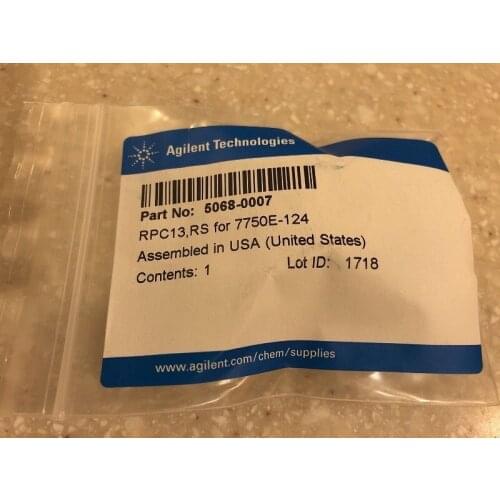 Agilent Technologies
Part No: 5068-0007
RPC13,RS for 7750E-124
Assembled in USA (United States)
Contents: 1 Lot ID: 1718
www.agilent.com/chem/supplies